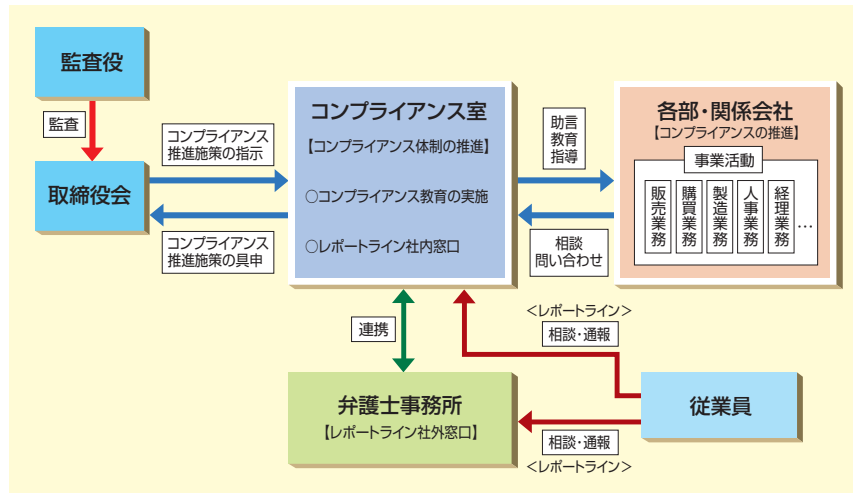 監査役
監査
取締役会
コンプライアンス
推進施策の指示
コンプライアンス
推進施策の具申
コンプライアンス室
【コンプライアンス体制の推進】
○コンプライアンス教育の実施
○レポートライン社内窓口
助言
教育
指導
相談
問い合わせ
各部・関係会社
【コンプライアンスの推進】
事業活動
販売業務
購買業務
製造業務
人事業務
経理業務
…
連携
<レポートライン>
相談・通報
弁護士事務所
【レポートライン社外窓口】
従業員
相談・通報
<レポートライン>